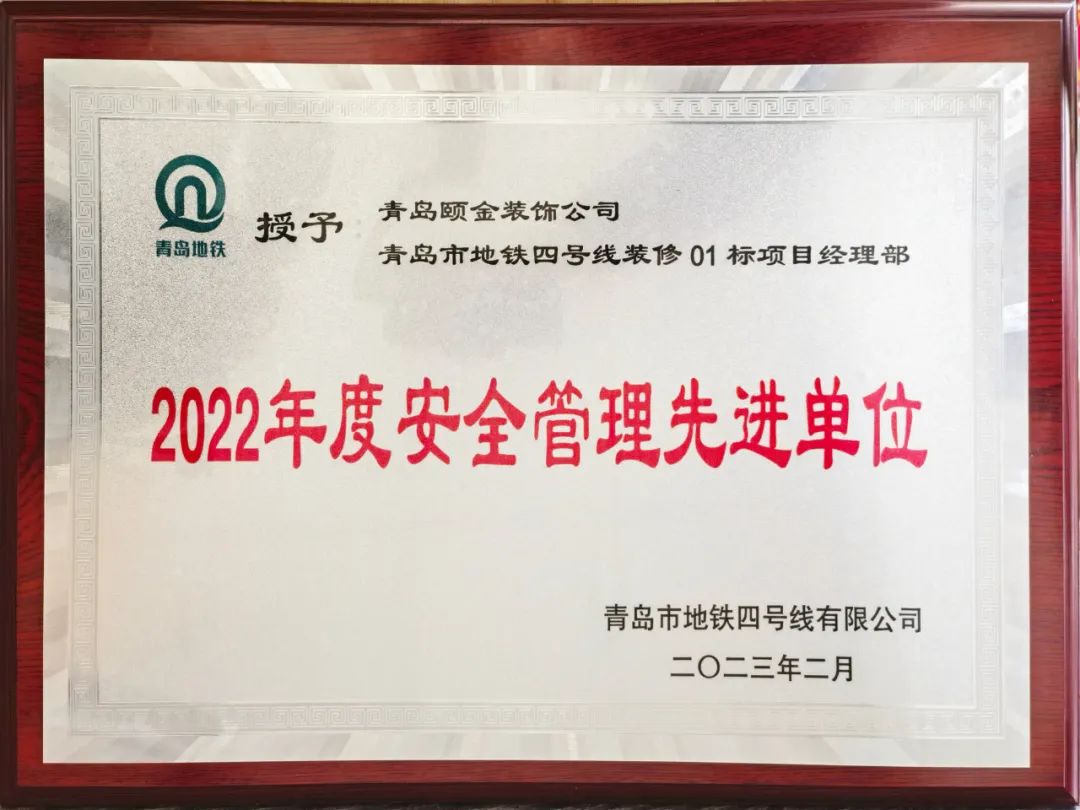 青岛地铁
授予
青岛颐金装饰公司
青岛市地铁四号线装修01标项目经理部
2022年度安全管理先进单位
青岛市地铁四号线有限公司
二〇二三年二月